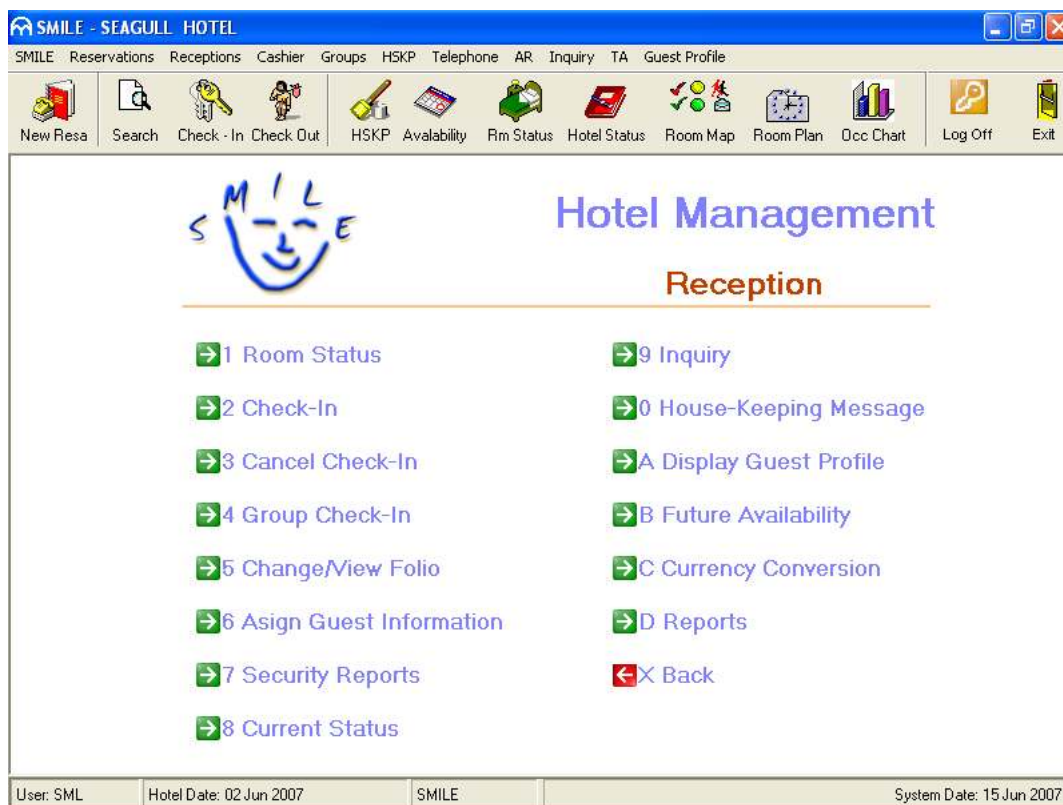 SMILE - SEAGULL HOTEL
SMILE Reservations Receptions Cashier Groups HSKP Telephone AR Inquiry TA Guest Profile
New Resa Search Check - In Check Out HSKP Avalability Rm Status Hotel Status Room Map Room Plan Occ Chart Log Off Exit
S M I L E
Hotel Management
Reception
1 Room Status
2 Check-In
3 Cancel Check-In
4 Group Check-In
5 Change/View Folio
6 Asign Guest Information
7 Security Reports
8 Current Status
9 Inquiry
0 House-Keeping Message
A Display Guest Profile
B Future Availability
C Currency Conversion
D Reports
X Back
User: SML Hotel Date: 02 Jun 2007 SMILE System Date: 15 Jun 2007